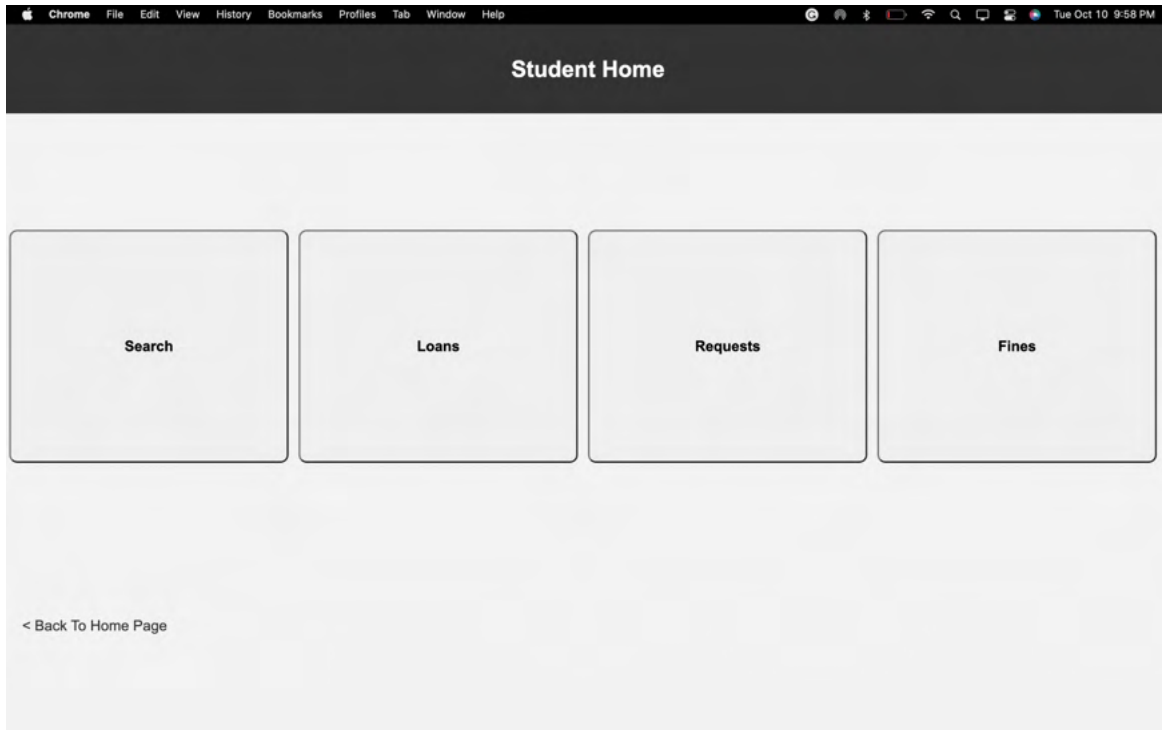 Chrome File Edit View History Bookmarks Profiles Tab Window Help Tue Oct 10 9:58 PM
Student Home
Search Loans Requests Fines
< Back To Home Page